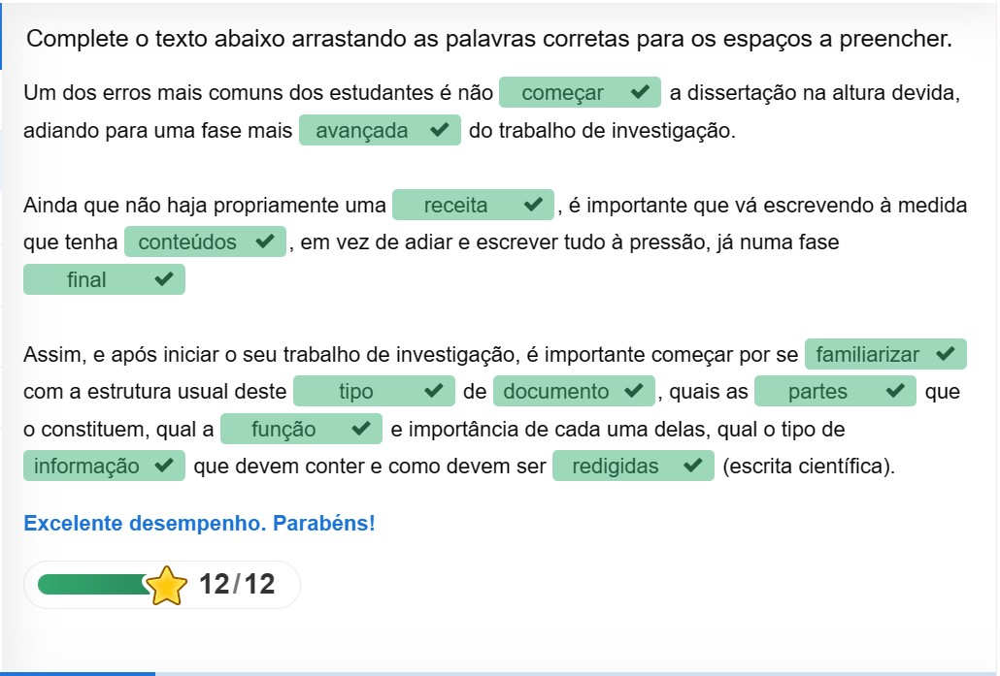 Complete o texto abaixo arrastando as palavras corretas para os espaços a preencher.
Um dos erros mais comuns dos estudantes é não começar a dissertação na altura devida,
adiando para uma fase mais avançada do trabalho de investigação.
Ainda que não haja propriamente uma receita , é importante que vá escrevendo à medida
que tenha conteúdos , em vez de adiar e escrever tudo à pressão, já numa fase
final
Assim, e após iniciar o seu trabalho de investigação, é importante começar por se familiarizar
com a estrutura usual deste tipo de documento , quais as partes que
o constituem, qual a função e importância de cada uma delas, qual o tipo de
informação que devem conter e como devem ser redigidas (escrita científica).
Excelente desempenho. Parabéns!
12/12